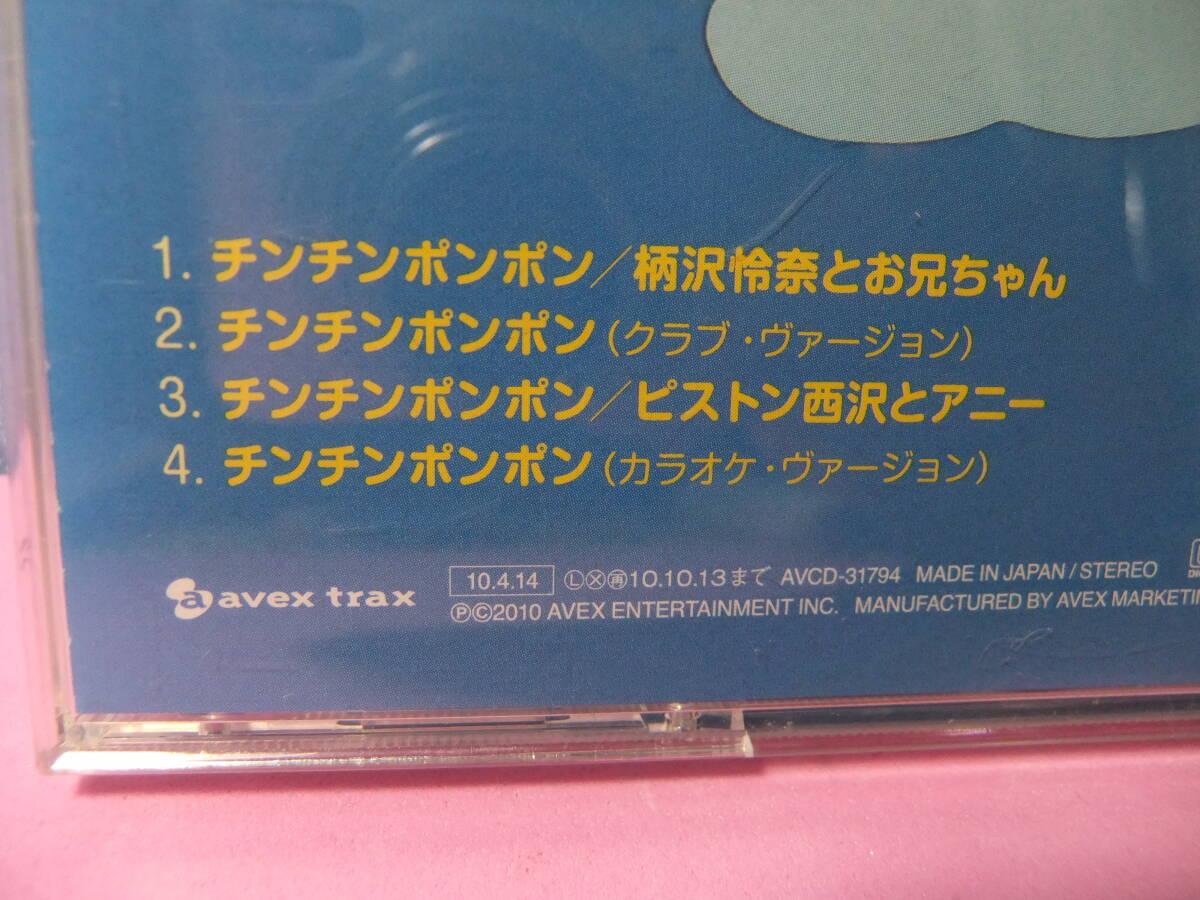 1. チンチンポンポン/柄沢怜奈とお兄ちゃん
2. チンチンポンポン(クラブ・ヴァージョン)
3. チンチンポンポン/ピストン西沢とアニー
4. チンチンポンポン(カラオケ・ヴァージョン)
a avex trax
10.4.14 ⓁⓍ㊢10.10.13まで AVCD-31794 MADE IN JAPAN/STEREO
Ⓟ©2010 AVEX ENTERTAINMENT INC. MANUFACTURED BY AVEX MARKETIN